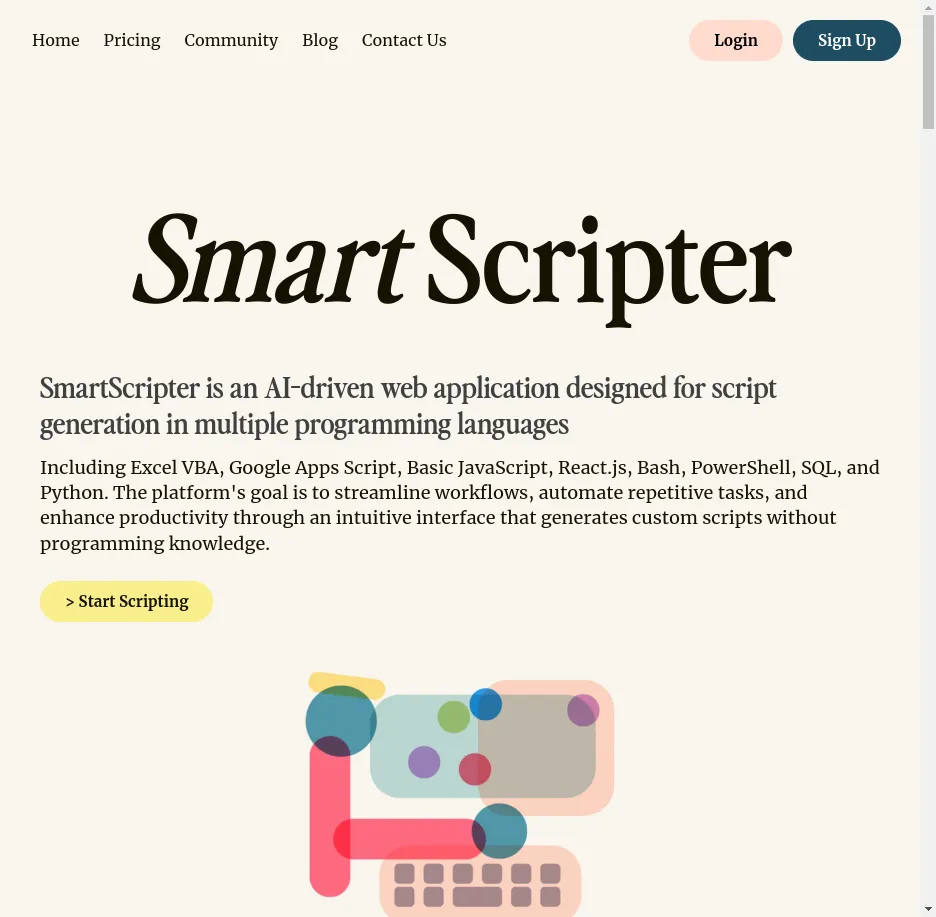 Home Pricing Community Blog Contact Us Login Sign Up
Smart Scripter
SmartScripter is an AI-driven web application designed for script
generation in multiple programming languages
Including Excel VBA, Google Apps Script, Basic JavaScript, React.js, Bash, PowerShell, SQL, and
Python. The platform's goal is to streamline workflows, automate repetitive tasks, and
enhance productivity through an intuitive interface that generates custom scripts without
programming knowledge.
> Start Scripting